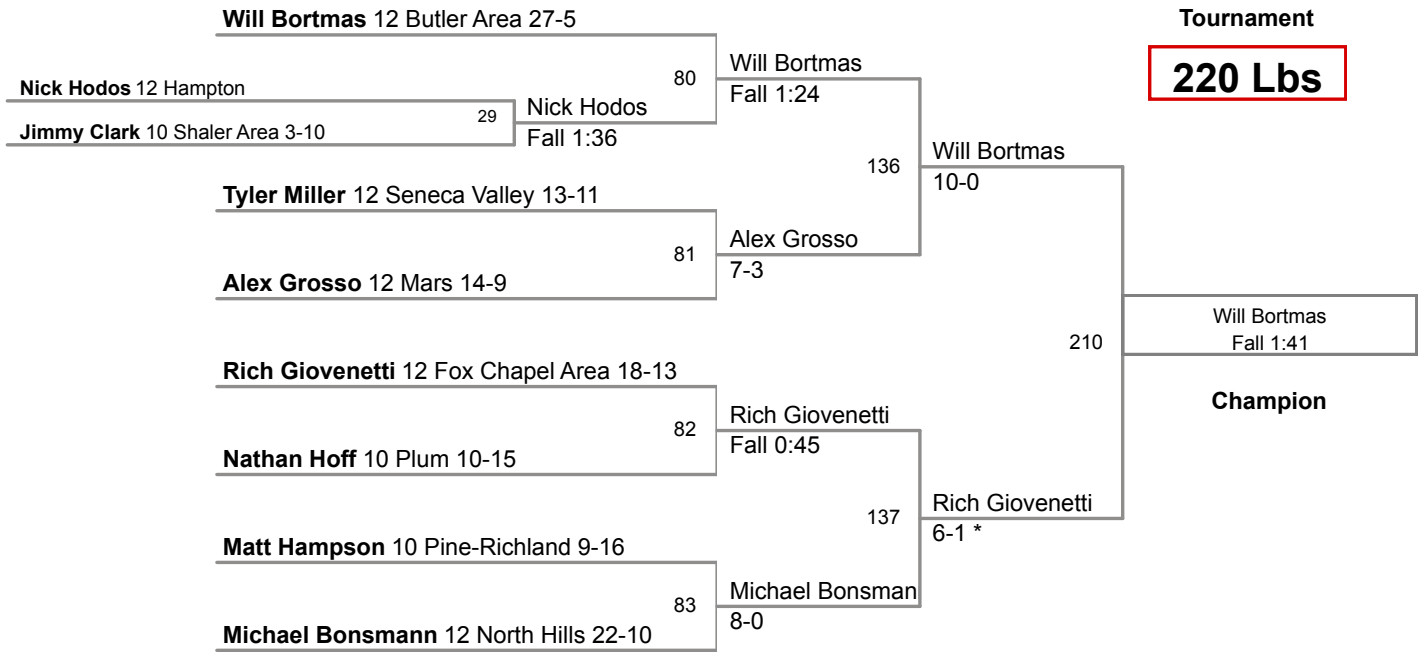 Will Bortmas 12 Butler Area 27-5
Tournament
220 Lbs
Nick Hodos 12 Hampton
Jimmy Clark 10 Shaler Area 3-10
29
Nick Hodos
Fall 1:36
80
Will Bortmas
Fall 1:24
Tyler Miller 12 Seneca Valley 13-11
Alex Grosso 12 Mars 14-9
81
Alex Grosso
7-3
136
Will Bortmas
10-0
Rich Giovenetti 12 Fox Chapel Area 18-13
Nathan Hoff 10 Plum 10-15
82
Rich Giovenetti
Fall 0:45
Matt Hampson 10 Pine-Richland 9-16
Michael Bonsmann 12 North Hills 22-10
83
Michael Bonsman
8-0
137
Rich Giovenetti
6-1 *
210
Will Bortmas
Fall 1:41
Champion